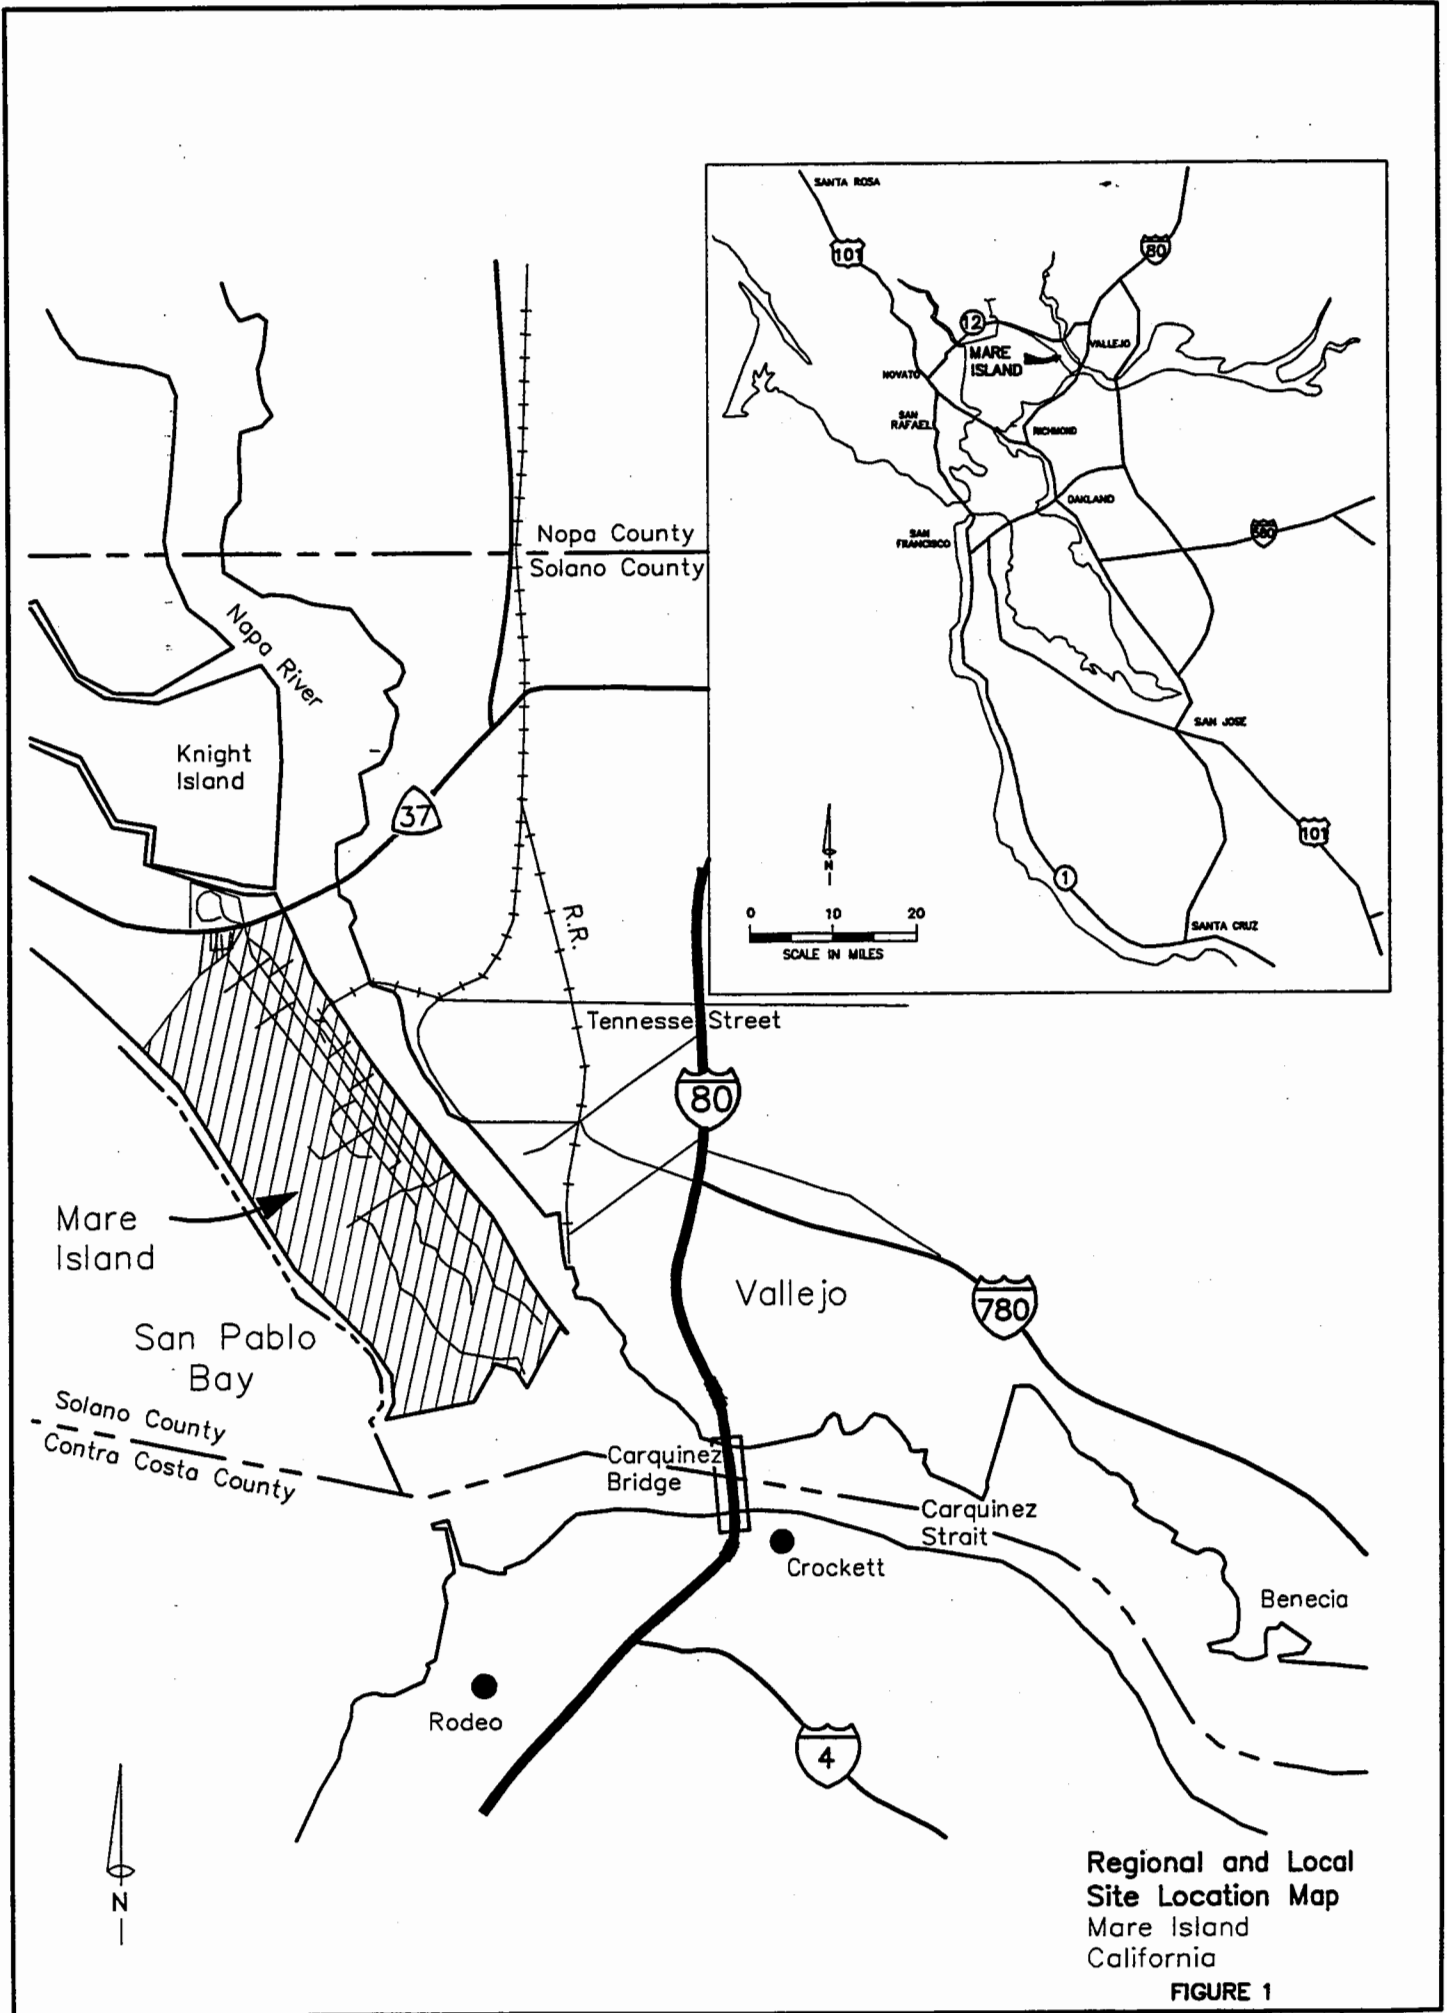 SANTA ROSA
101
80
12
MARE
ISLAND
VALLEJO
NOVATO
SAN
RAFAEL
RICHMOND
OAKLAND
SAN
FRANCISCO
580
SAN JOSE
101
1
SANTA CRUZ
N
0 10 20
SCALE IN MILES
Nopa County
Solano County
Napa River
Knight
Island
37
R.R.
Tennesse Street
80
Mare
Island
Vallejo
780
San Pablo
Bay
Solano County
Contra Costa County
Carquinez
Bridge
Carquinez
Strait
Crockett
Benecia
Rodeo
4
N
Regional and Local
Site Location Map
Mare Island
California
FIGURE 1